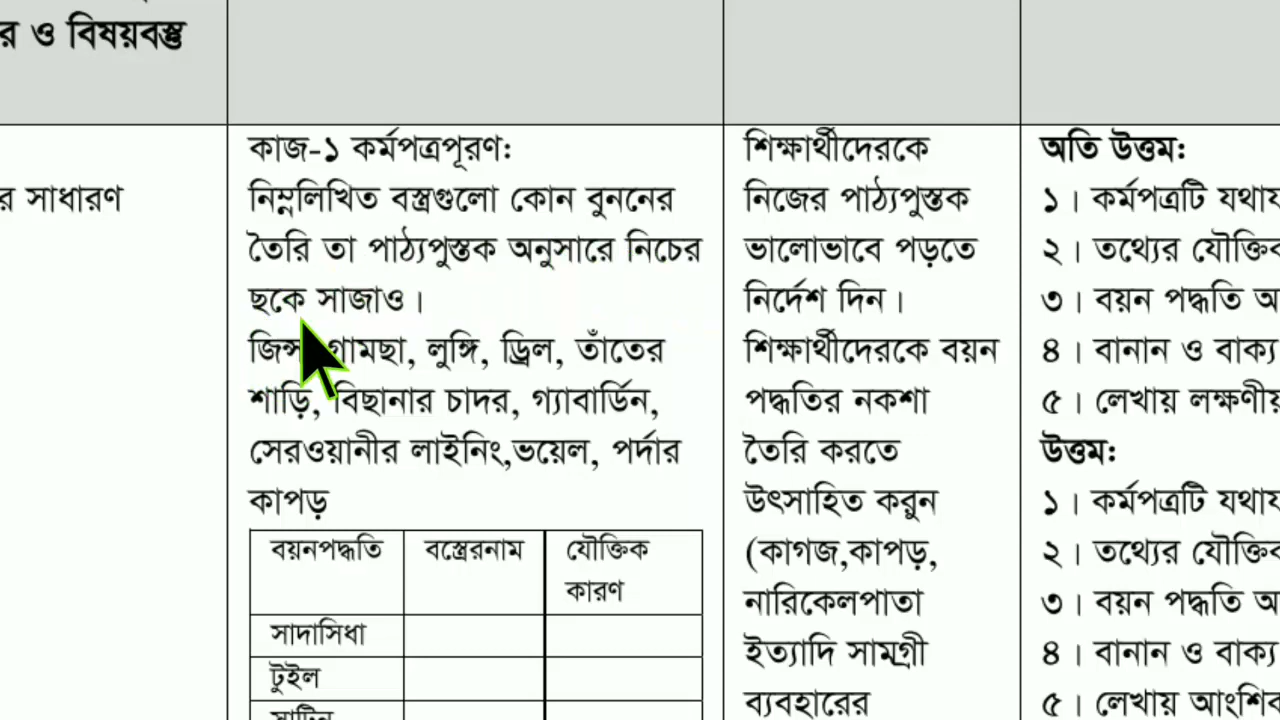 র ও বিষয়বস্তু
র সাধারণ
কাজ-১ কর্মপত্রপূরণ:
নিম্নলিখিত বস্ত্রগুলো কোন বুননের
তৈরি তা পাঠ্যপুস্তক অনুসারে নিচের
ছকে সাজাও।
গামছা, লুঙ্গি, ড্রিল, তাঁতের
শাড়ি, বিছানার চাদর, গ্যাবার্ডিন,
সেরওয়ানীর লাইনিং,ভয়েল, পর্দার
কাপড়
বয়নপদ্ধতি
বস্ত্রেরনাম
যৌক্তিক
কারণ
সাদাসিধা
টুইল
শিক্ষার্থীদেরকে
নিজের পাঠ্যপুস্তক
ভালোভাবে পড়তে
নির্দেশ দিন।
শিক্ষার্থীদেরকে বয়ন
পদ্ধতির নকশা
তৈরি করতে
উৎসাহিত করুন
(কাগজ,কাপড়,
নারিকেলপাতা
ইত্যাদি সামগ্রী
ব্যবহারের
অতি উত্তম:
১। কর্মপত্রটি যথায
২। তথ্যের যৌক্তিক
৩। বয়ন পদ্ধতি অ
৪। বানান ও বাক্য
৫। লেখায় লক্ষণীয়
উত্তম:
১। কর্মপত্রটি যথায
২। তথ্যের যৌক্তিক
৩। বয়ন পদ্ধতি অ
৪। বানান ও বাক্য
৫। লেখায় আংশিক